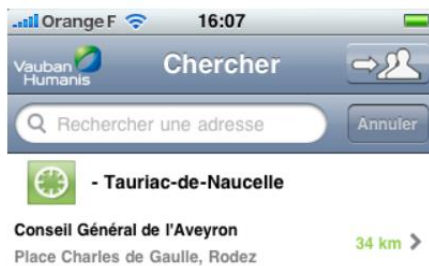 Orange F 16:07
Vauban Humanis
Chercher
Rechercher une adresse Annuler
- Tauriac-de-Naucelle
Conseil Général de l'Aveyron
34 km
Place Charles de Gaulle, Rodez